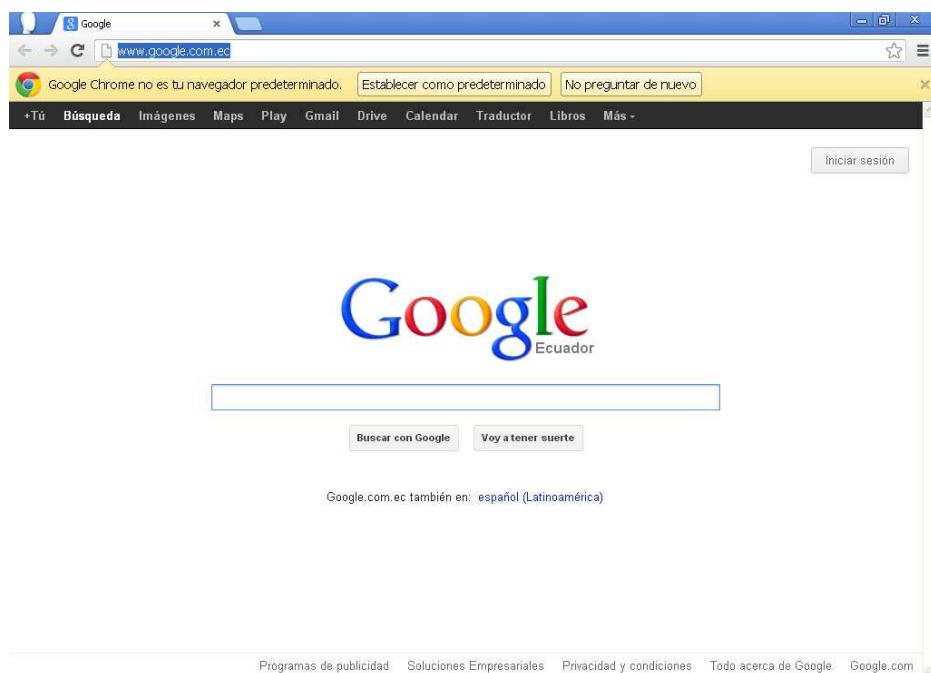 Google
www.google.com.ec
Google Chrome no es tu navegador predeterminado. Establecer como predeterminado No preguntar de nuevo
+Tú Búsqueda Imágenes Maps Play Gmail Drive Calendar Traductor Libros Más
Iniciar sesión
Google
Ecuador
Buscar con Google Voy a tener suerte
Google.com.ec también en: español (Latinoamérica)
Programas de publicidad Soluciones Empresariales Privacidad y condiciones Todo acerca de Google Google.com